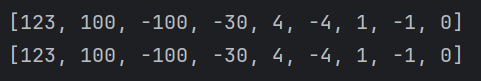 [123, 100, -100, -30, 4, -4, 1, -1, 0]
[123, 100, -100, -30, 4, -4, 1, -1, 0]